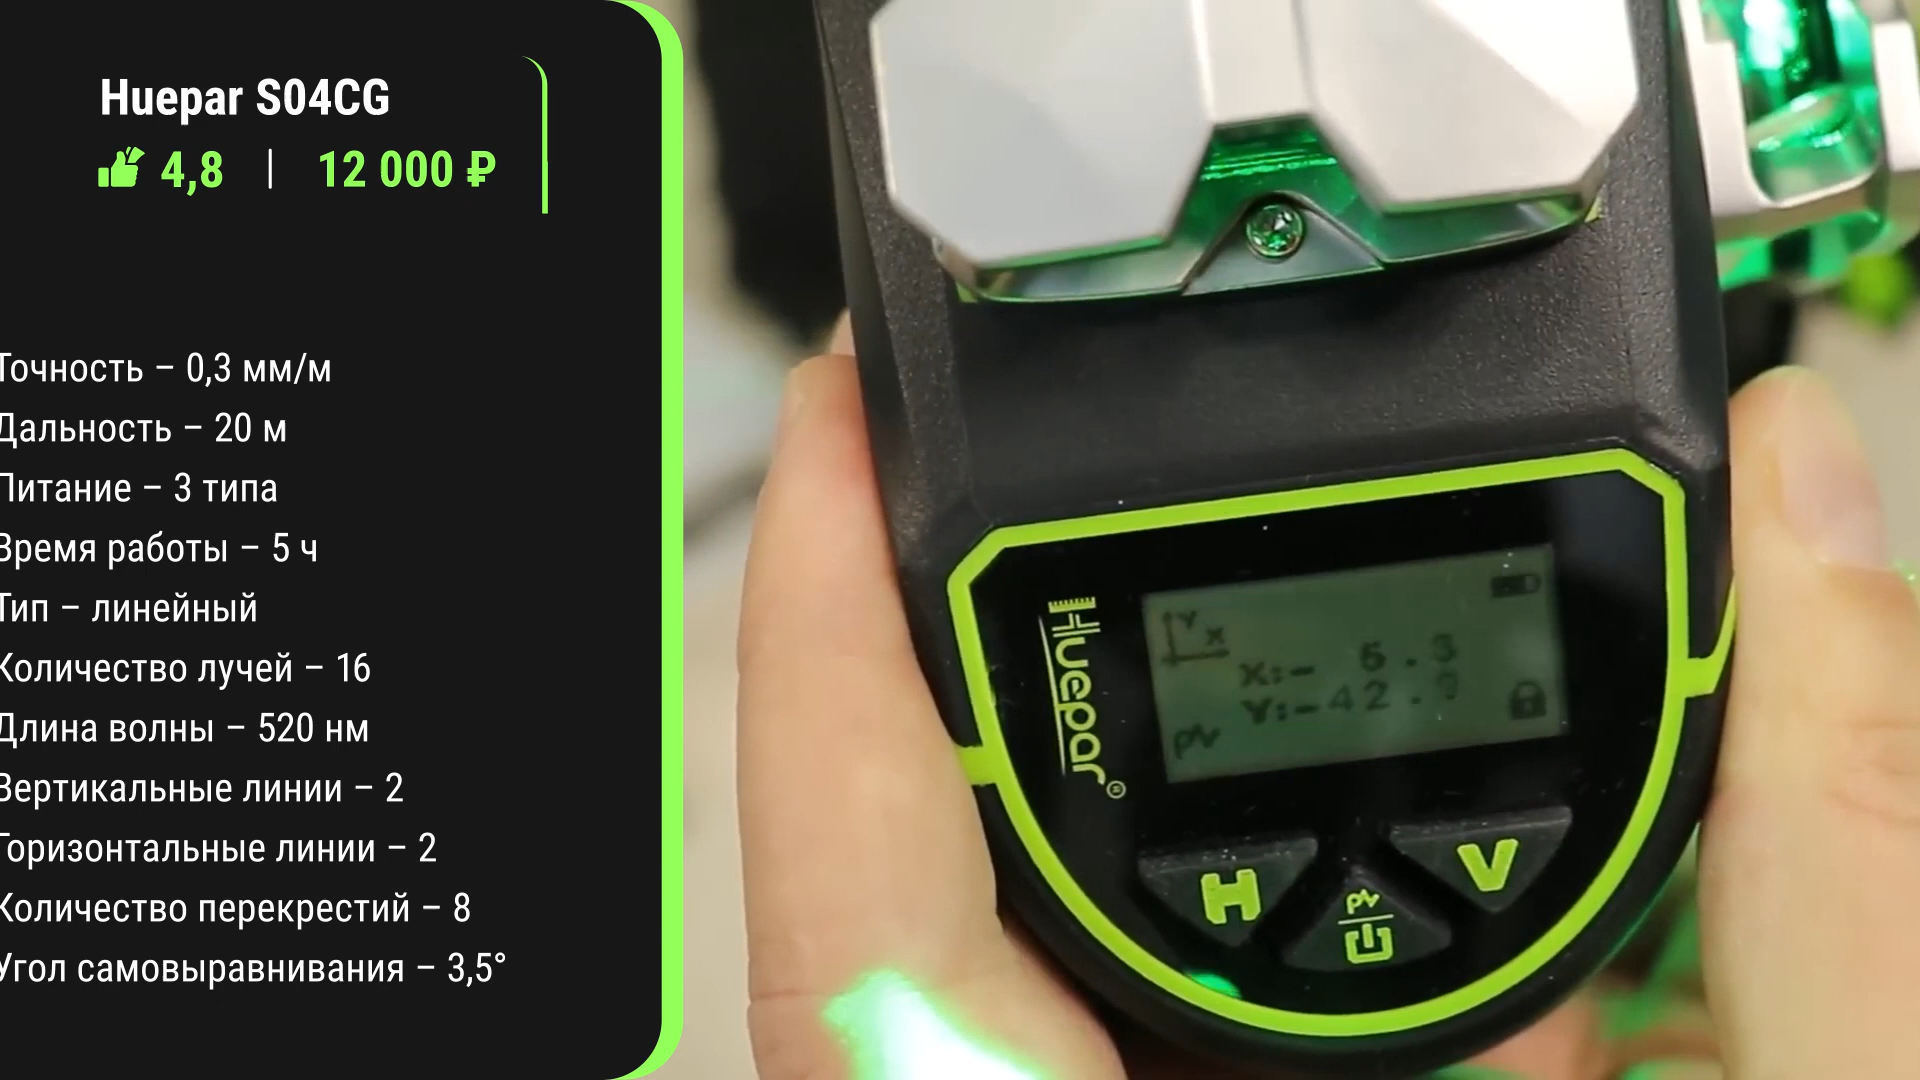 Huepar S04CG
4,8 | 12 000 ₽
Точность – 0,3 мм/м
Дальность – 20 м
Питание – 3 типа
Время работы – 5 ч
Тип – линейный
Количество лучей – 16
Длина волны – 520 нм
Вертикальные линии – 2
Горизонтальные линии – 2
Количество перекрестий – 8
Угол самовыравнивания – 3,5°
Huepar®
Y
X
X:- 5.3
Y:-42.
H
V